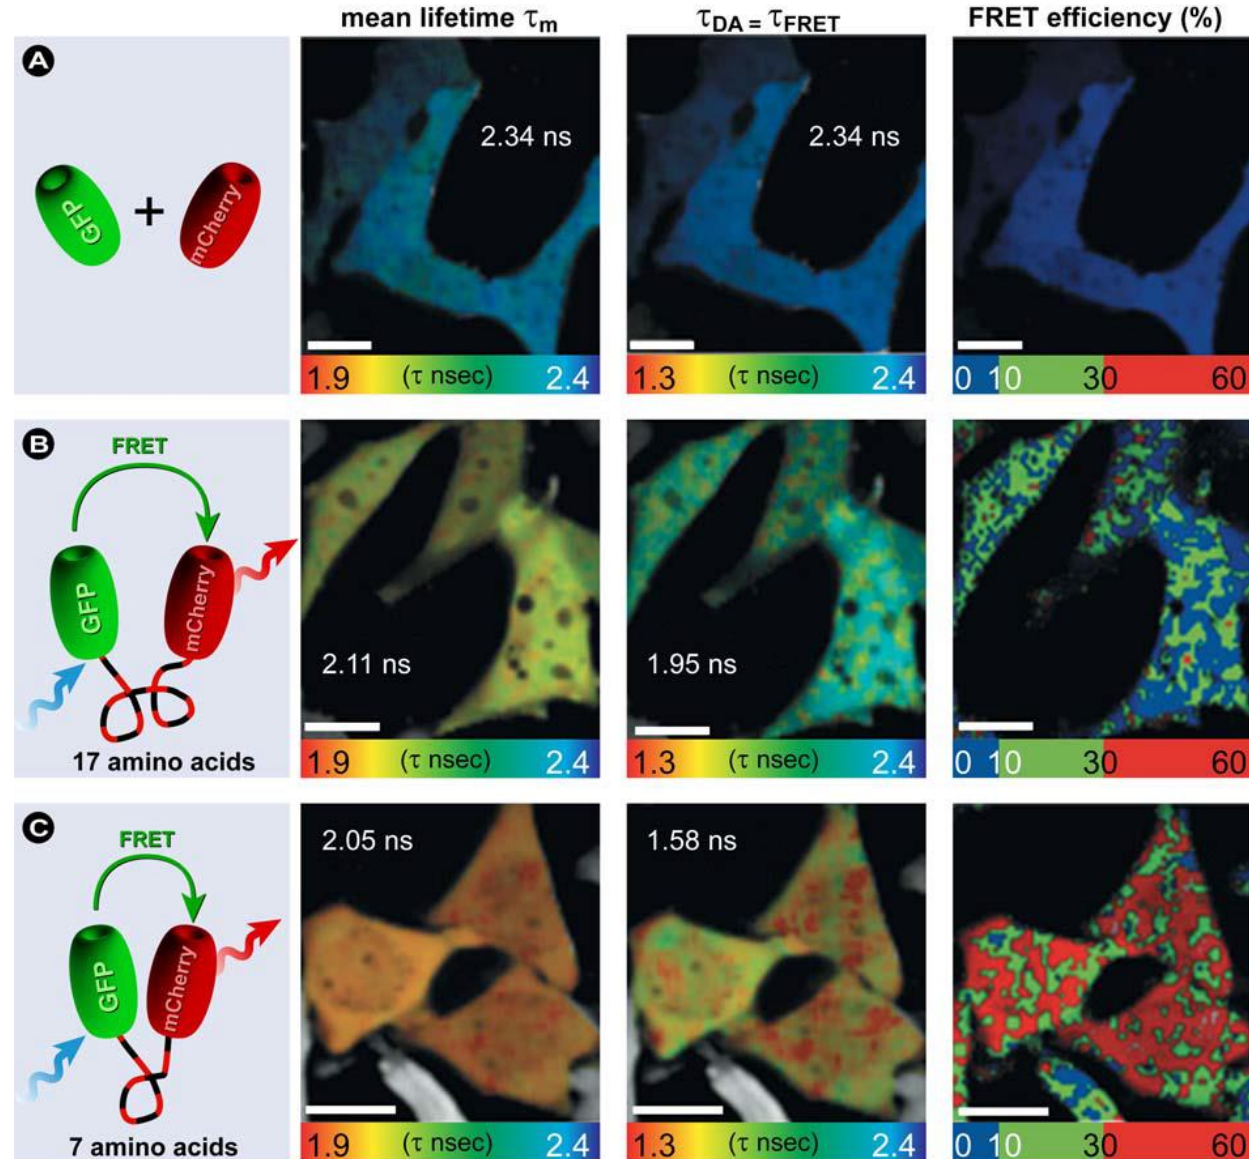 mean lifetime τm
τDA = τFRET
FRET efficiency (%)
A
GFP
+
mCherry
2.34 ns
2.34 ns
1.9 (τ nsec) 2.4
1.3 (τ nsec) 2.4
0 10 30 60
B
FRET
GFP
mCherry
17 amino acids
2.11 ns
1.95 ns
1.9 (τ nsec) 2.4
1.3 (τ nsec) 2.4
0 10 30 60
C
FRET
GFP
mCherry
7 amino acids
2.05 ns
1.58 ns
1.9 (τ nsec) 2.4
1.3 (τ nsec) 2.4
0 10 30 60